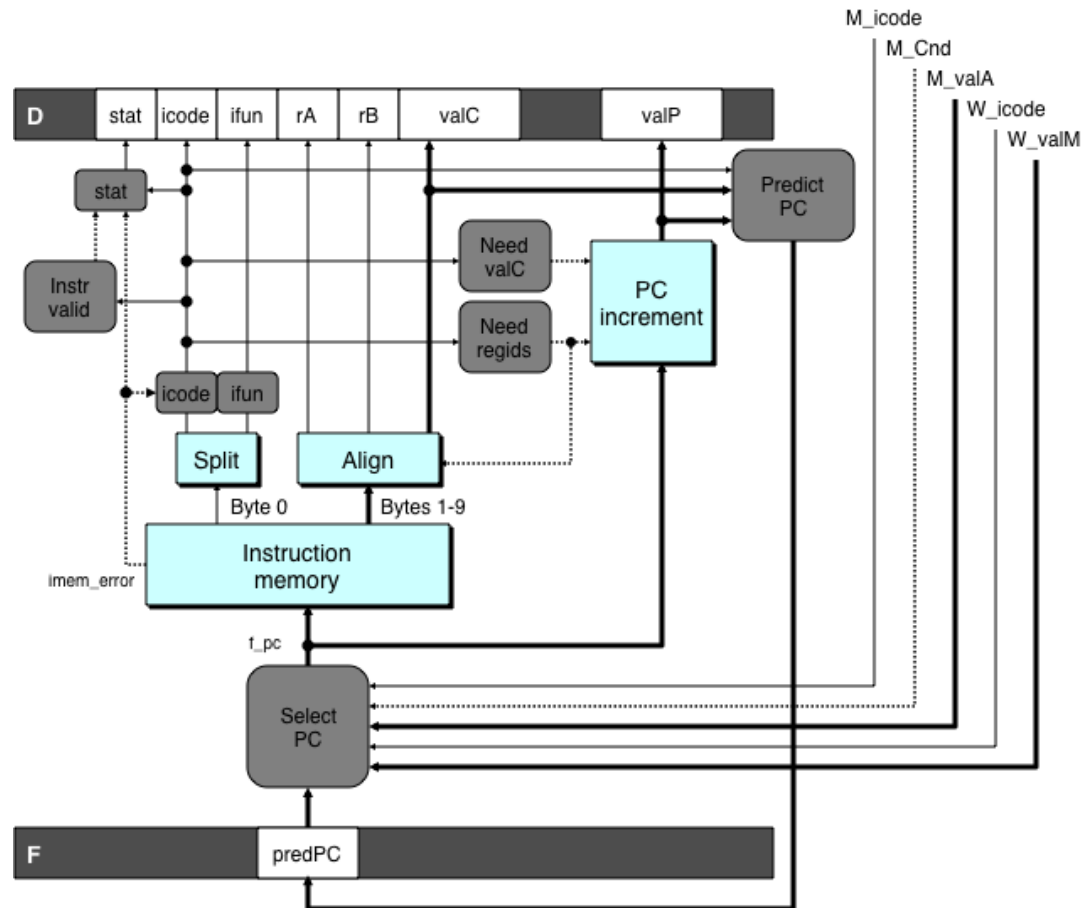 M_icode
M_Cnd
M_valA
W_icode
W_valM
D
stat
icode
ifun
rA
rB
valC
valP
stat
Predict
PC
Need
valC
Instr
valid
PC
increment
Need
regids
icode
ifun
Split
Align
Byte 0
Bytes 1-9
Instruction
memory
imem_error
f_pc
Select
PC
F
predPC